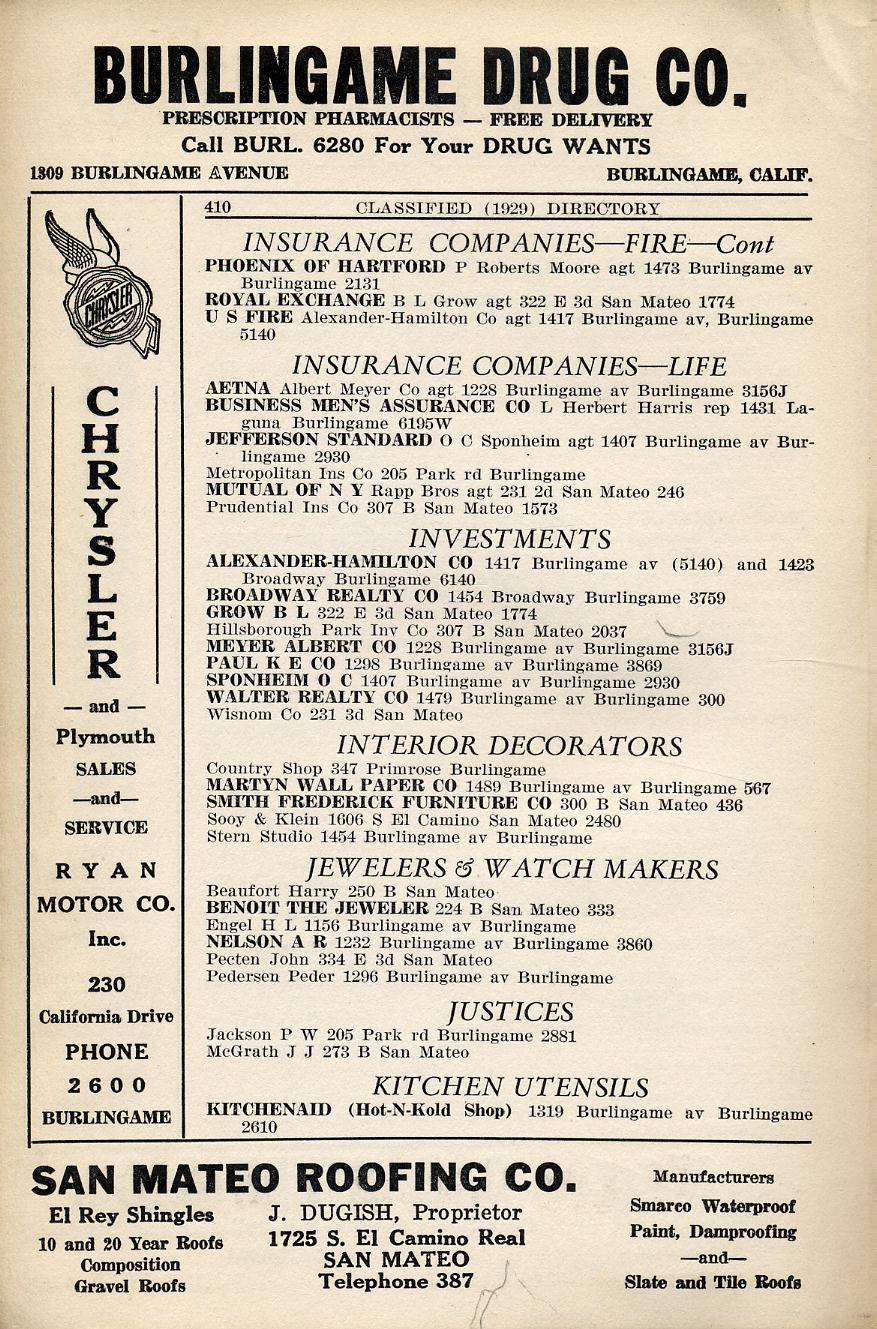 BURLINGAME DRUG CO.
PRESCRIPTION PHARMACISTS — FREE DELIVERY
Call BURL. 6280 For Your DRUG WANTS
1309 BURLINGAME AVENUE BURLINGAME, CALIF.
CHRYSLER
CHRYSLER
— and —
Plymouth
SALES
—and—
SERVICE
RYAN
MOTOR CO.
Inc.
230
California Drive
PHONE
2600
BURLINGAME
410 CLASSIFIED (1929) DIRECTORY
INSURANCE COMPANIES—FIRE—Cont
PHOENIX OF HARTFORD P Roberts Moore agt 1473 Burlingame av
Burlingame 2131
ROYAL EXCHANGE B L Grow agt 322 E 3d San Mateo 1774
U S FIRE Alexander-Hamilton Co agt 1417 Burlingame av, Burlingame
5140
INSURANCE COMPANIES—LIFE
AETNA Albert Meyer Co agt 1228 Burlingame av Burlingame 3156J
BUSINESS MEN'S ASSURANCE CO L Herbert Harris rep 1431 La-
guna Burlingame 6195W
JEFFERSON STANDARD O C Sponheim agt 1407 Burlingame av Bur-
lingame 2930
Metropolitan Ins Co 205 Park rd Burlingame
MUTUAL OF N Y Rapp Bros agt 231 2d San Mateo 246
Prudential Ins Co 307 B San Mateo 1573
INVESTMENTS
ALEXANDER-HAMILTON CO 1417 Burlingame av (5140) and 1423
Broadway Burlingame 6140
BROADWAY REALTY CO 1454 Broadway Burlingame 3759
GROW B L 322 E 3d San Mateo 1774
Hillsborough Park Inv Co 307 B San Mateo 2037
MEYER ALBERT CO 1228 Burlingame av Burlingame 3156J
PAUL K E CO 1298 Burlingame av Burlingame 3869
SPONHEIM O C 1407 Burlingame av Burlingame 2930
WALTER REALTY CO 1479 Burlingame av Burlingame 300
Wisnom Co 231 3d San Mateo
INTERIOR DECORATORS
Country Shop 347 Primrose Burlingame
MARTYN WALL PAPER CO 1489 Burlingame av Burlingame 567
SMITH FREDERICK FURNITURE CO 300 B San Mateo 436
Sooy & Klein 1606 S El Camino San Mateo 2480
Stern Studio 1454 Burlingame av Burlingame
JEWELERS & WATCH MAKERS
Beaufort Harry 250 B San Mateo
BENOIT THE JEWELER 224 B San Mateo 333
Engel H L 1156 Burlingame av Burlingame
NELSON A R 1232 Burlingame av Burlingame 3860
Pecten John 334 E 3d San Mateo
Pedersen Peder 1296 Burlingame av Burlingame
JUSTICES
Jackson P W 205 Park rd Burlingame 2881
McGrath J J 273 B San Mateo
KITCHEN UTENSILS
KITCHENAID (Hot-N-Kold Shop) 1319 Burlingame av Burlingame
2610
SAN MATEO ROOFING CO.
El Rey Shingles
10 and 20 Year Roofs
Composition
Gravel Roofs
J. DUGISH, Proprietor
1725 S. El Camino Real
SAN MATEO
Telephone 387
Manufacturers
Smarco Waterproof
Paint, Damproofing
—and—
Slate and Tile Roofs